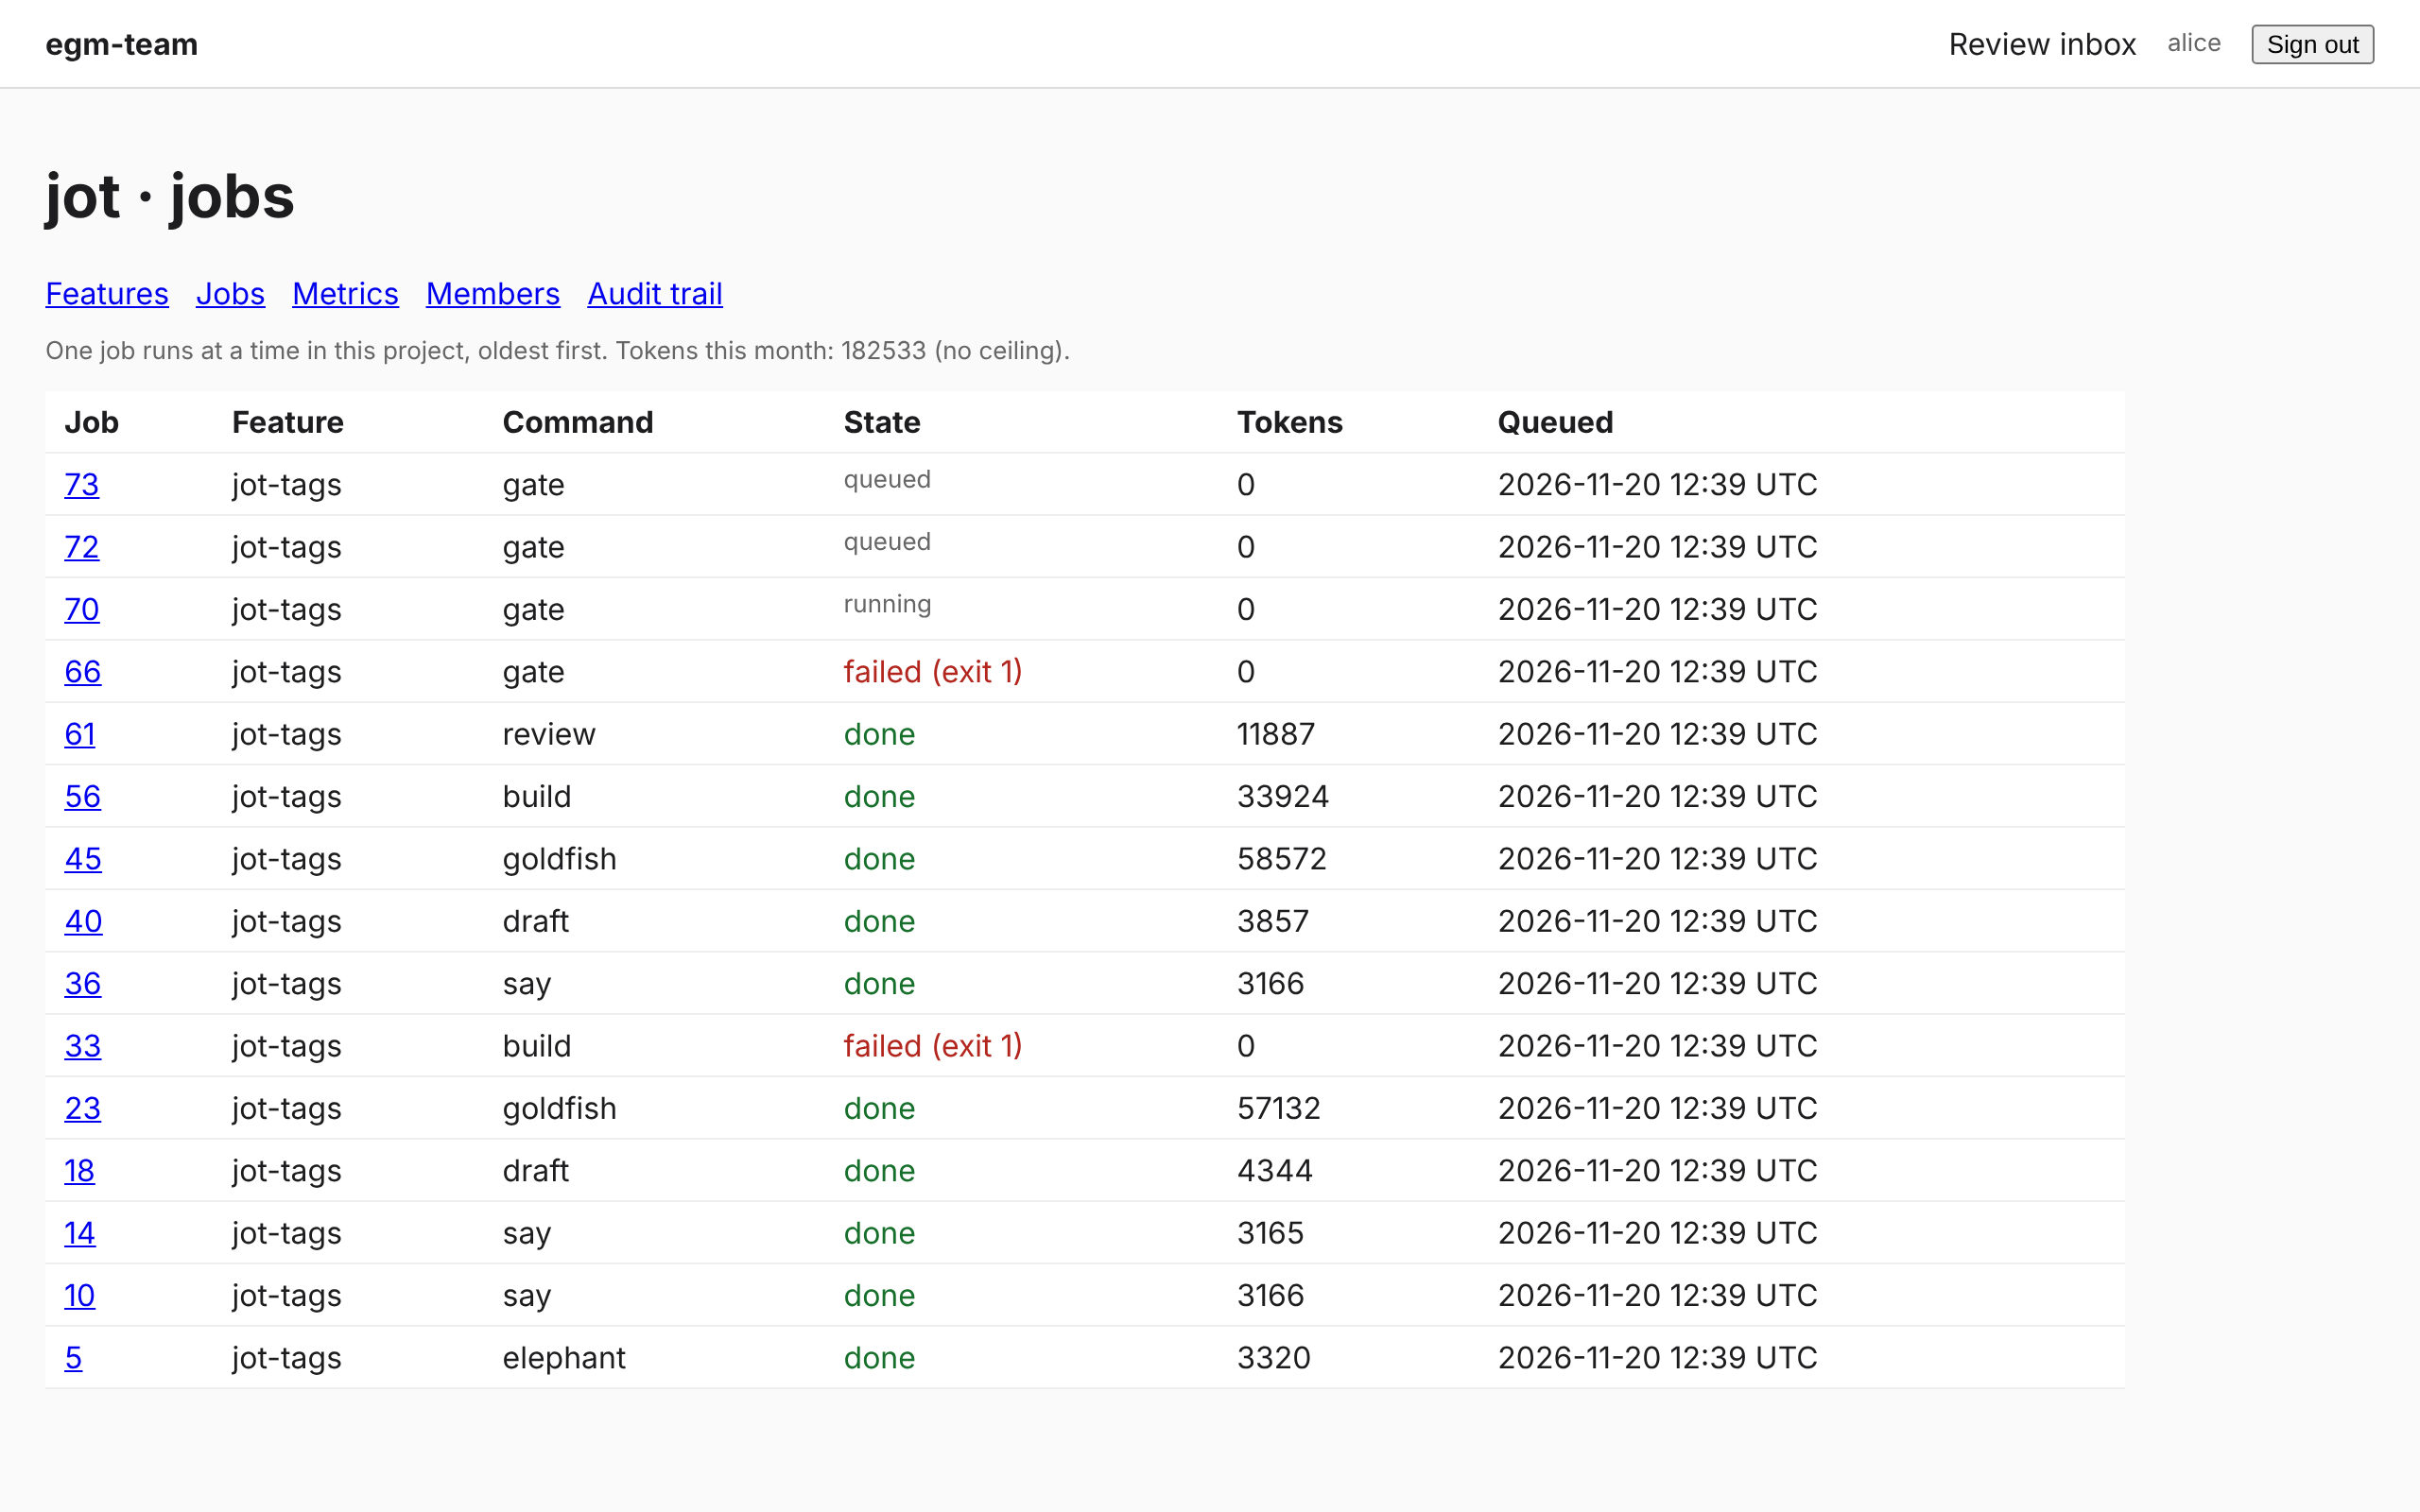 egm-team Review inbox alice Sign out
jot · jobs
Features Jobs Metrics Members Audit trail
One job runs at a time in this project, oldest first. Tokens this month: 182533 (no ceiling).
Job Feature Command State Tokens Queued
73 jot-tags gate queued 0 2026-11-20 12:39 UTC
72 jot-tags gate queued 0 2026-11-20 12:39 UTC
70 jot-tags gate running 0 2026-11-20 12:39 UTC
66 jot-tags gate failed (exit 1) 0 2026-11-20 12:39 UTC
61 jot-tags review done 11887 2026-11-20 12:39 UTC
56 jot-tags build done 33924 2026-11-20 12:39 UTC
45 jot-tags goldfish done 58572 2026-11-20 12:39 UTC
40 jot-tags draft done 3857 2026-11-20 12:39 UTC
36 jot-tags say done 3166 2026-11-20 12:39 UTC
33 jot-tags build failed (exit 1) 0 2026-11-20 12:39 UTC
23 jot-tags goldfish done 57132 2026-11-20 12:39 UTC
18 jot-tags draft done 4344 2026-11-20 12:39 UTC
14 jot-tags say done 3165 2026-11-20 12:39 UTC
10 jot-tags say done 3166 2026-11-20 12:39 UTC
5 jot-tags elephant done 3320 2026-11-20 12:39 UTC